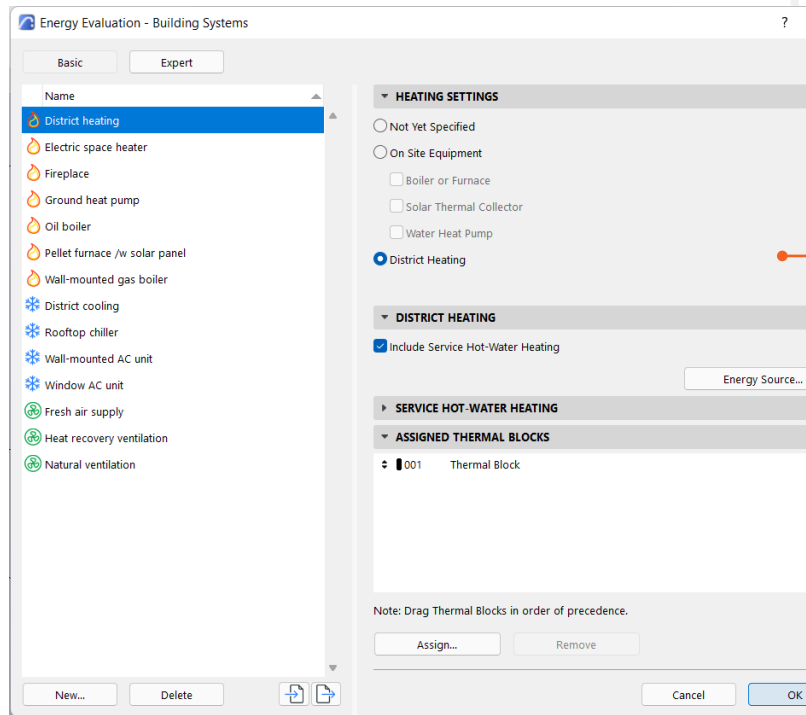 Energy Evaluation - Building Systems ?
Basic Expert
Name
District heating
Electric space heater
Fireplace
Ground heat pump
Oil boiler
Pellet furnace /w solar panel
Wall-mounted gas boiler
District cooling
Rooftop chiller
Wall-mounted AC unit
Window AC unit
Fresh air supply
Heat recovery ventilation
Natural ventilation
New...
Delete
HEATING SETTINGS
Not Yet Specified
On Site Equipment
Boiler or Furnace
Solar Thermal Collector
Water Heat Pump
District Heating
DISTRICT HEATING
Include Service Hot-Water Heating
Energy Source...
SERVICE HOT-WATER HEATING
ASSIGNED THERMAL BLOCKS
001 Thermal Block
Note: Drag Thermal Blocks in order of precedence.
Assign... Remove
Cancel OK